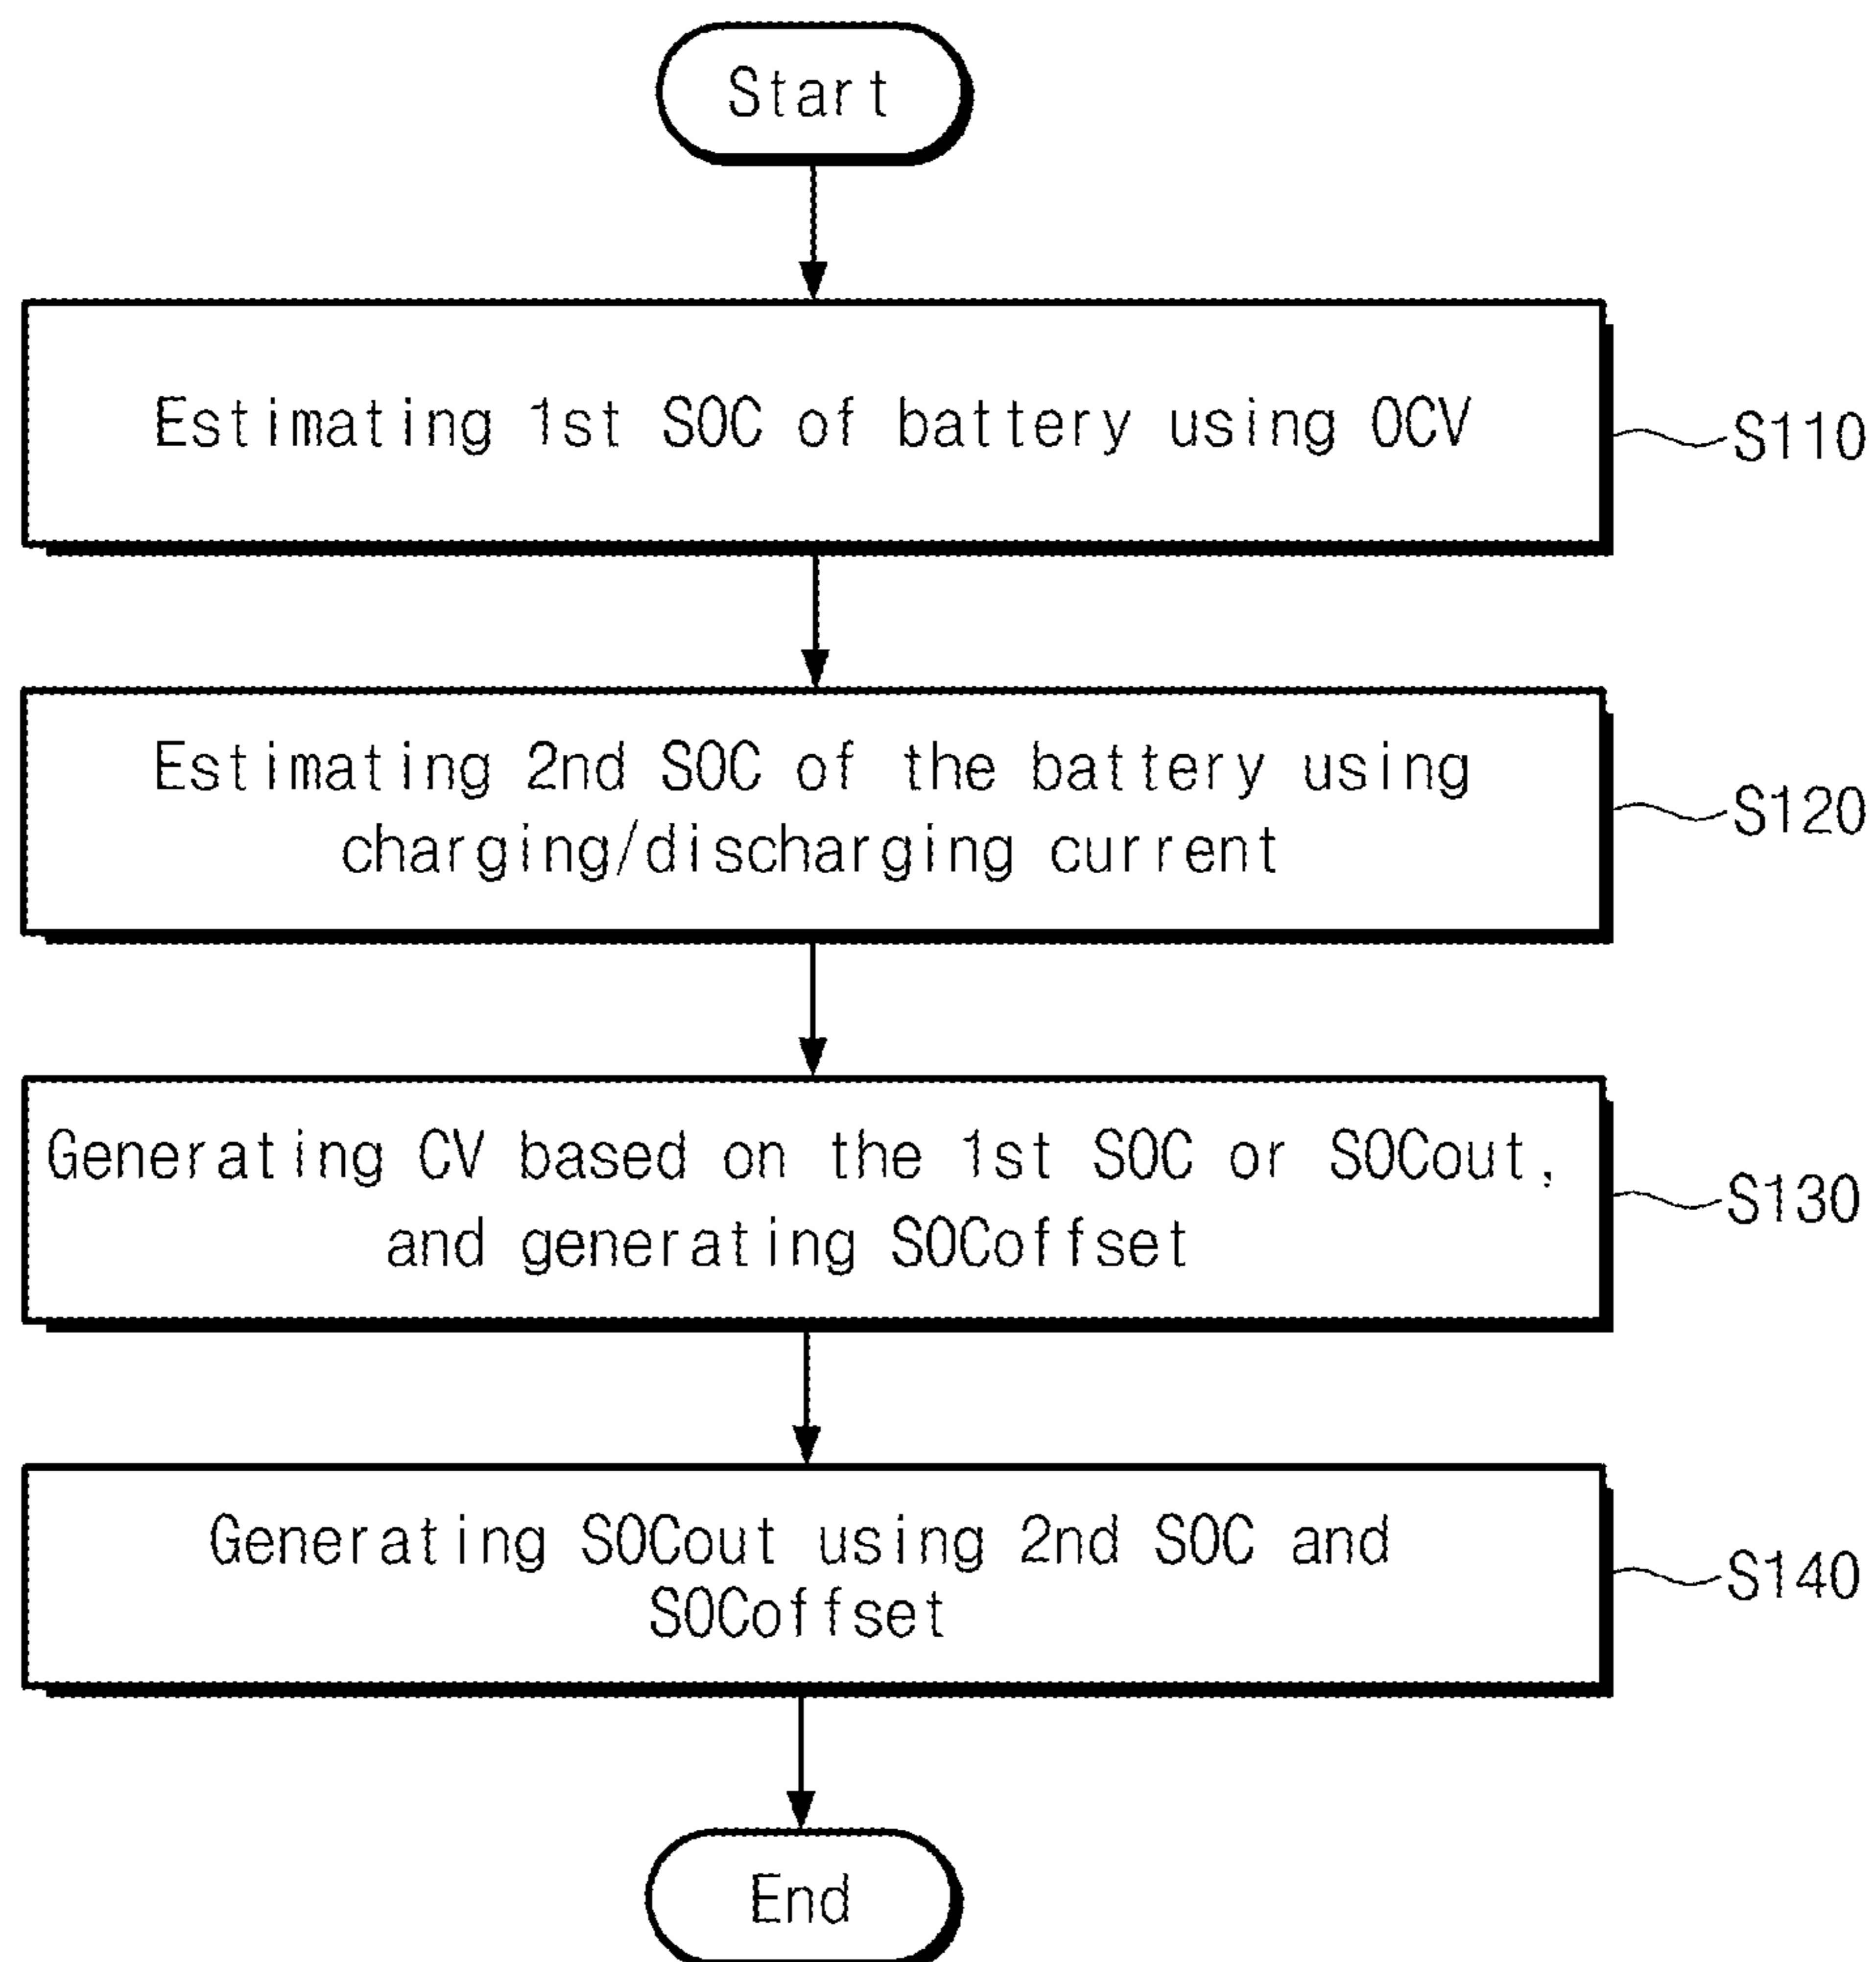 Start
Estimating 1st SOC of battery using OCV
S110
Estimating 2nd SOC of the battery using
charging/discharging current
S120
Generating CV based on the 1st SOC or SOCout,
and generating SOCoffset
S130
Generating SOCout using 2nd SOC and
SOCoffset
S140
End